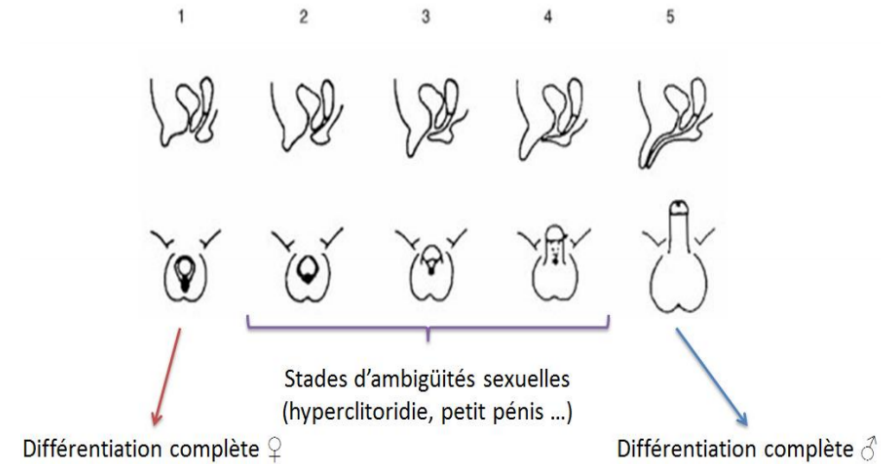 1 2 3 4 5
Stades d'ambigüités sexuelles
(hyperclitoridie, petit pénis ...)
Différentiation complète ♀
Différentiation complète ♂